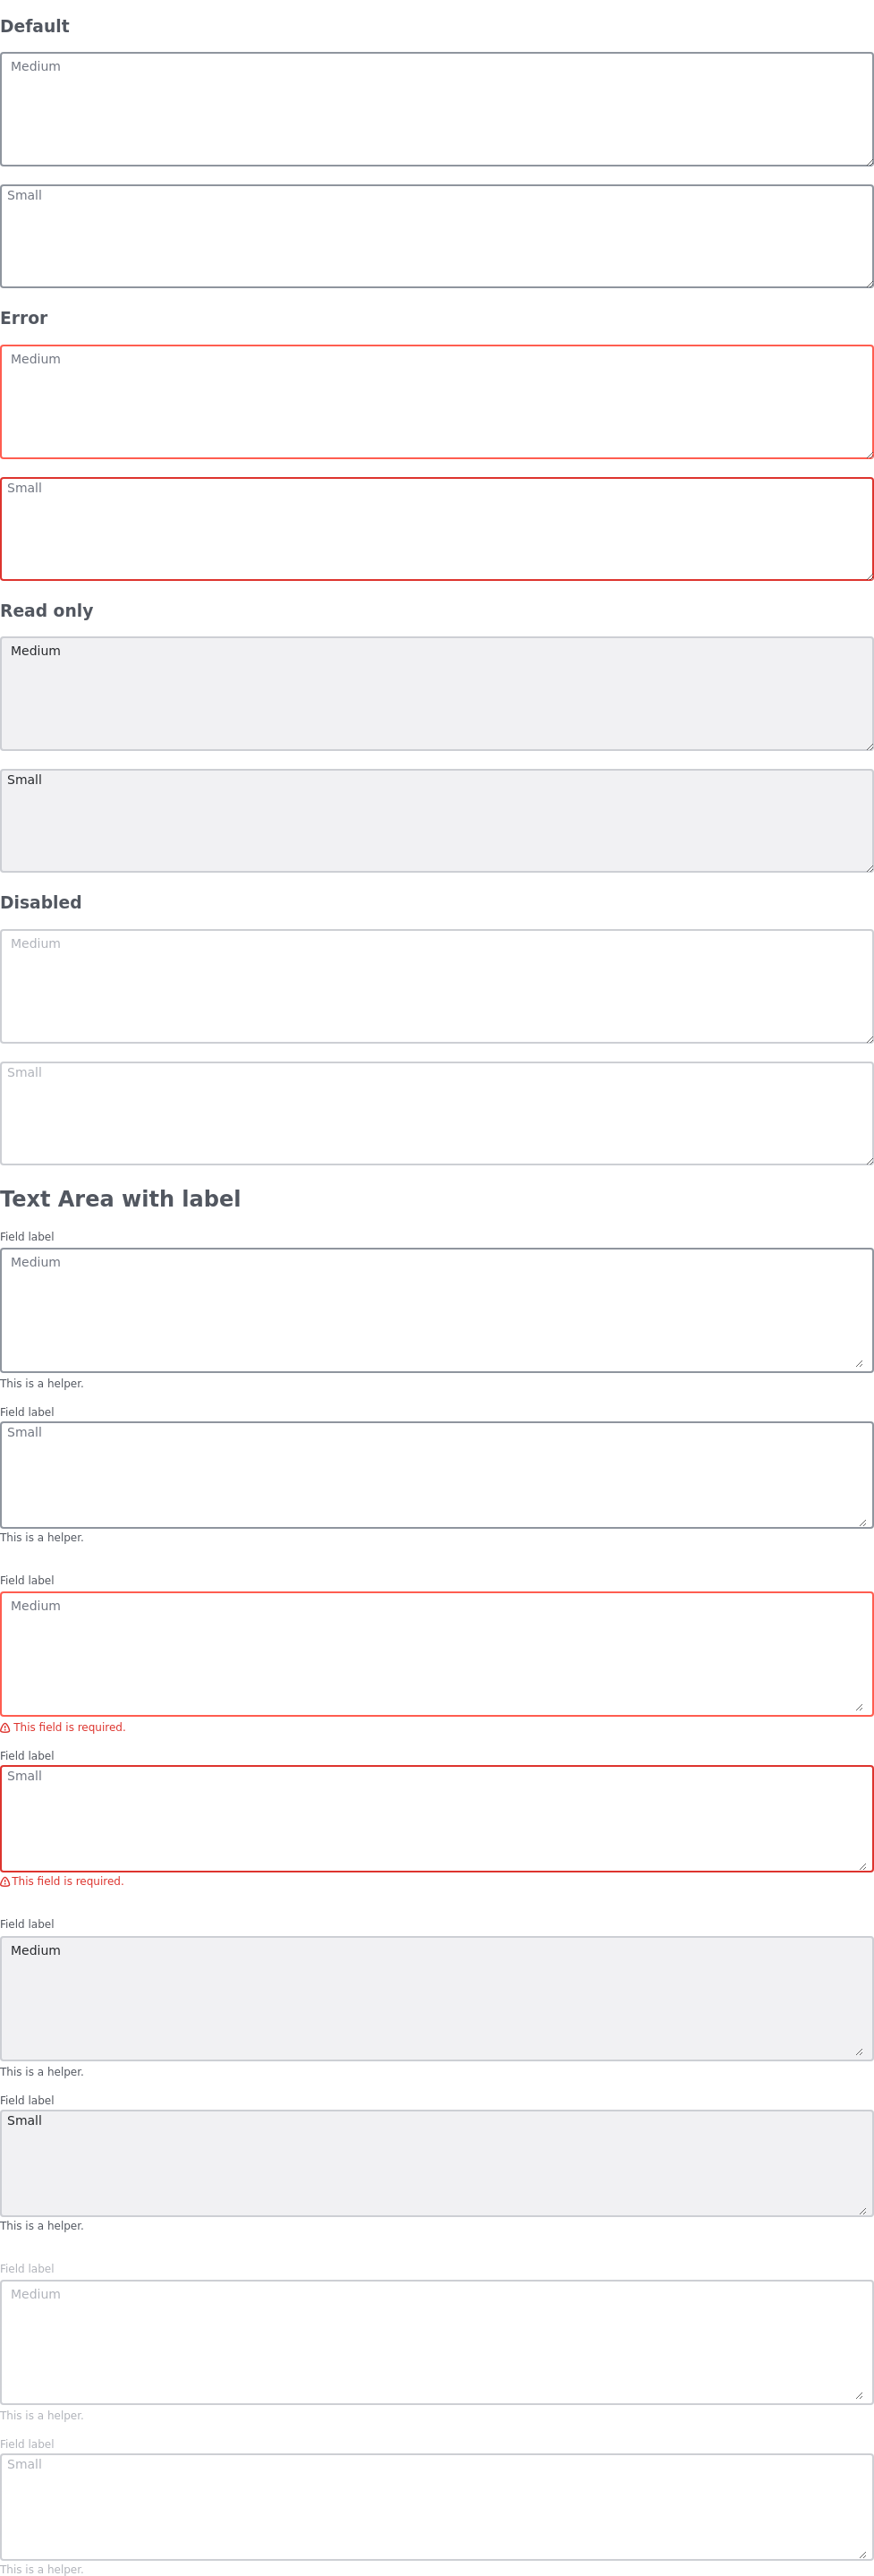 Default
Medium
Small
Error
Medium
Small
Read only
Medium
Small
Disabled
Medium
Small
Text Area with label
Field label
Medium
This is a helper.
Field label
Small
This is a helper.
Field label
Medium
This field is required.
Field label
Small
This field is required.
Field label
Medium
This is a helper.
Field label
Small
This is a helper.
Field label
Medium
This is a helper.
Field label
Small
This is a helper.